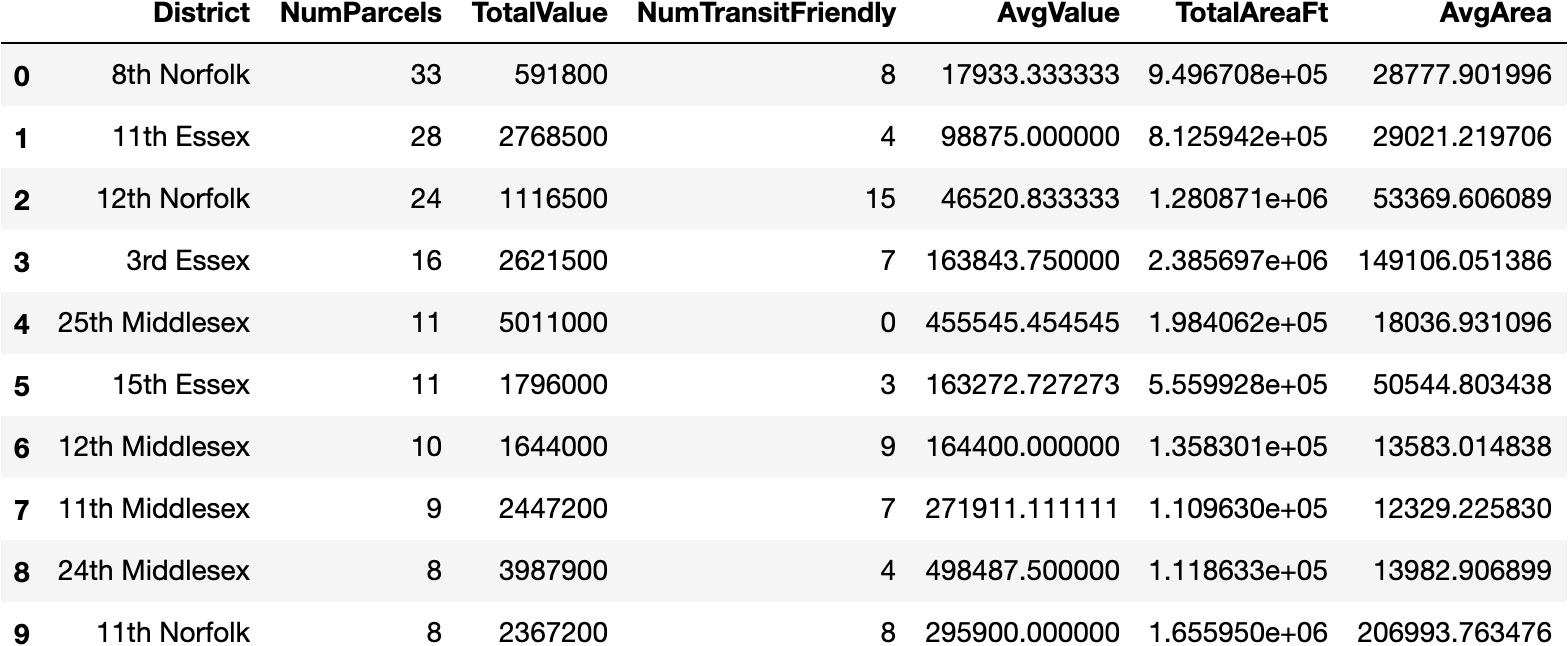 District NumParcels TotalValue NumTransitFriendly AvgValue TotalAreaFt AvgArea
0 8th Norfolk 33 591800 8 17933.333333 9.496708e+05 28777.901996
1 11th Essex 28 2768500 4 98875.000000 8.125942e+05 29021.219706
2 12th Norfolk 24 1116500 15 46520.833333 1.280871e+06 53369.606089
3 3rd Essex 16 2621500 7 163843.750000 2.385697e+06 149106.051386
4 25th Middlesex 11 5011000 0 455545.454545 1.984062e+05 18036.931096
5 15th Essex 11 1796000 3 163272.727273 5.559928e+05 50544.803438
6 12th Middlesex 10 1644000 9 164400.000000 1.358301e+05 13583.014838
7 11th Middlesex 9 2447200 7 271911.111111 1.109630e+05 12329.225830
8 24th Middlesex 8 3987900 4 498487.500000 1.118633e+05 13982.906899
9 11th Norfolk 8 2367200 8 295900.000000 1.655950e+06 206993.763476